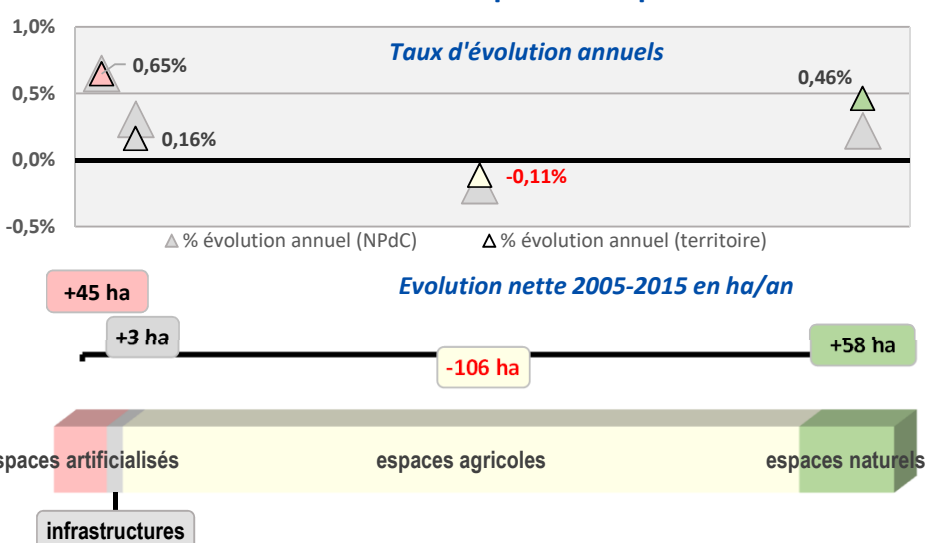 1,0%
Taux d'évolution annuels
0,65%
0,46%
0,5%
0,16%
0,0%
-0,11%
-0,5%
% évolution annuel (NPdC)
% évolution annuel (territoire)
+45 ha
Evolution nette 2005-2015 en ha/an
+3 ha
+58 ha
-106 ha
spaces artificialisés
espaces agricoles
espaces naturels
infrastructures